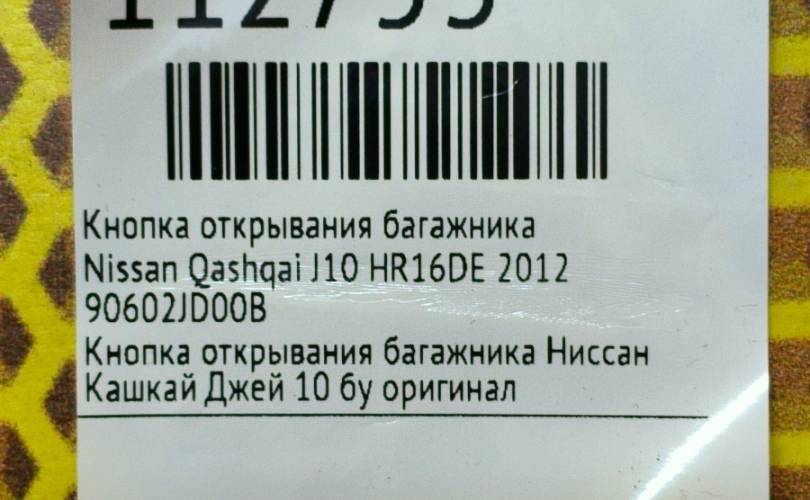 Кнопка открывания багажника
Nissan Qashqai J10 HR16DE 2012
90602JD00B
Кнопка открывания багажника Ниссан
Кашкай Джей 10 бу оригинал